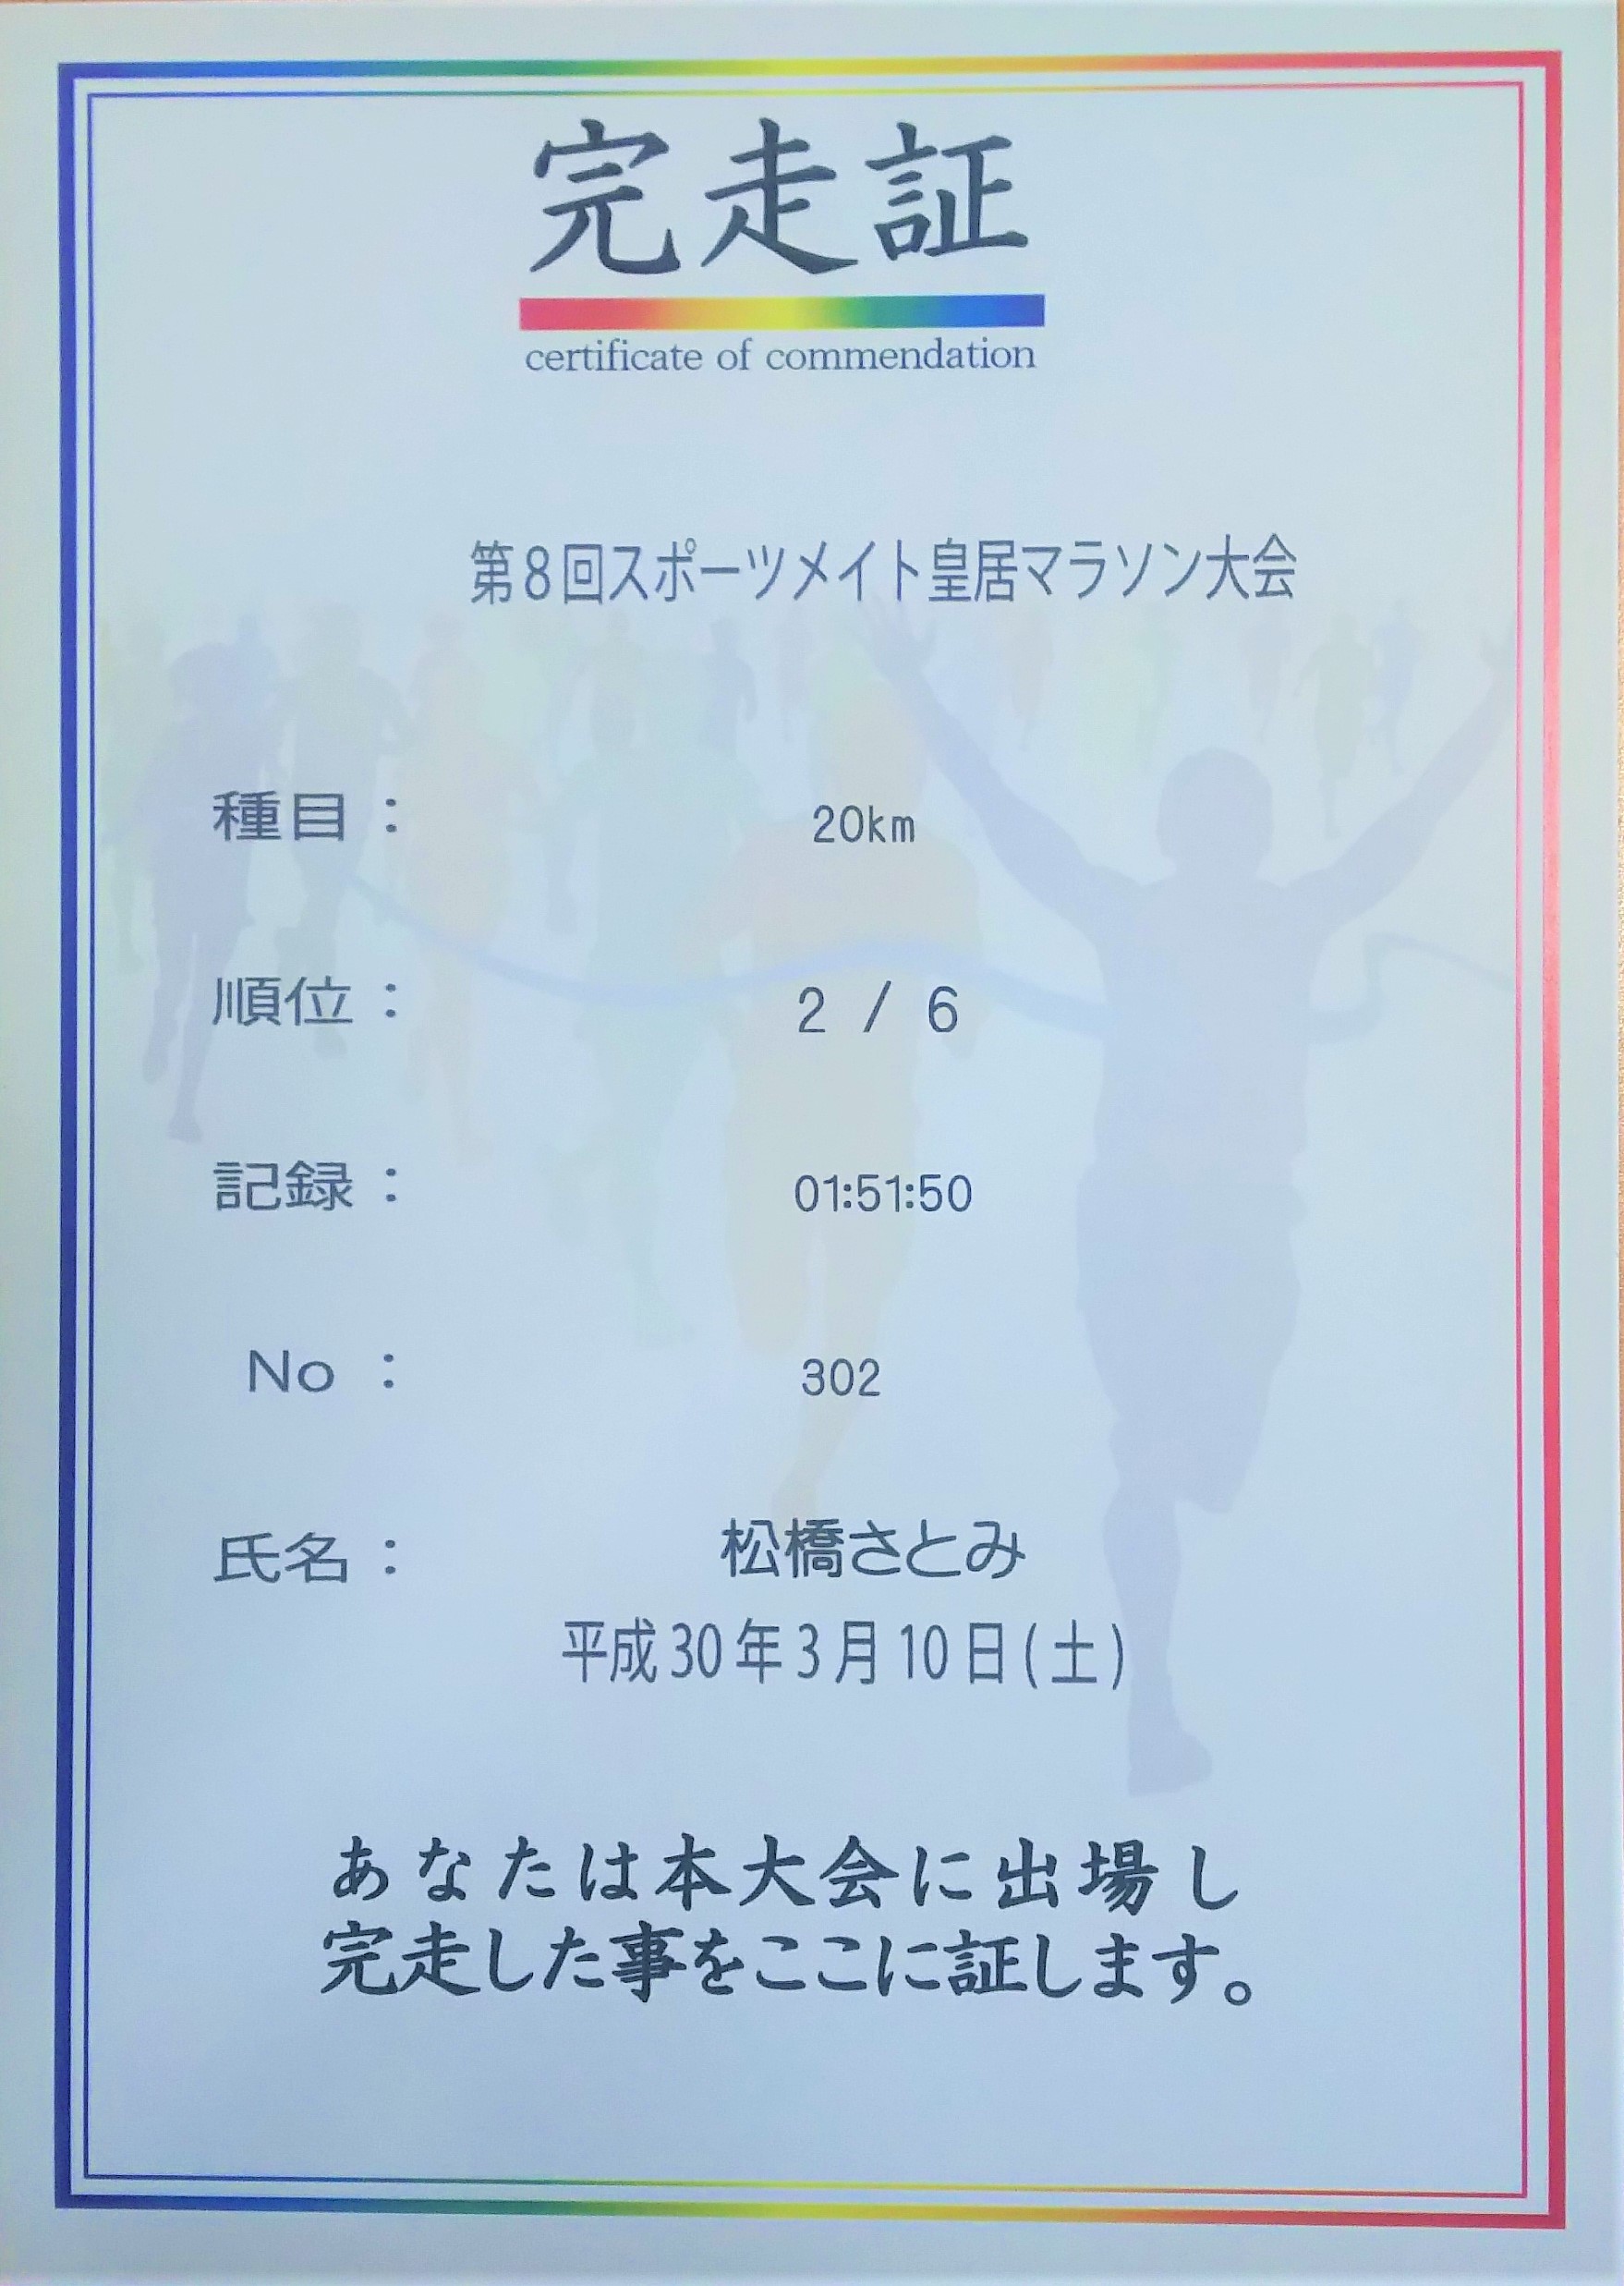 完走証
certificate of commendation
第8回スポーツメイト皇居マラソン大会
種目： 20km
順位： 2 / 6
記録： 01:51:50
No ： 302
氏名： 松橋さとみ
平成30年3月10日(土)
あなたは本大会に出場し
完走した事をここに証します。